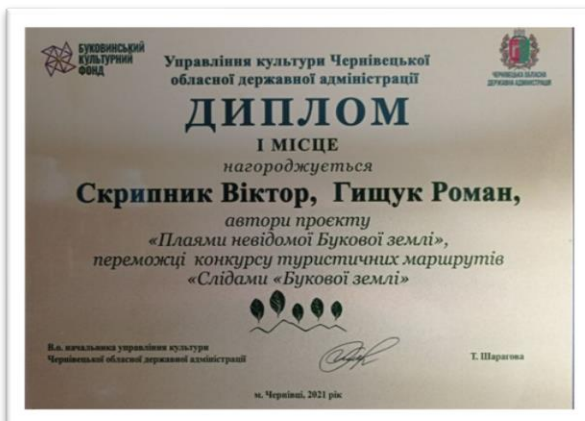 БУКОВИНСЬКИЙ
КУЛЬТУРНИЙ
ФОНД
ЧЕРНІВЕЦЬКА ОБЛАСНА
ДЕРЖАВНА АДМІНІСТРАЦІЯ
Управління культури Чернівецької
обласної державної адміністрації
ДИПЛОМ
І МІСЦЕ
нагороджується
Скрипник Віктор, Гищук Роман,
автори проєкту
«Плаями невідомої Букової землі»,
переможці конкурсу туристичних маршрутів
«Слідами «Букової землі»
В.о. начальника управління культури
Чернівецької обласної державної адміністрації
Т. Шарагова
м. Чернівці, 2021 рік